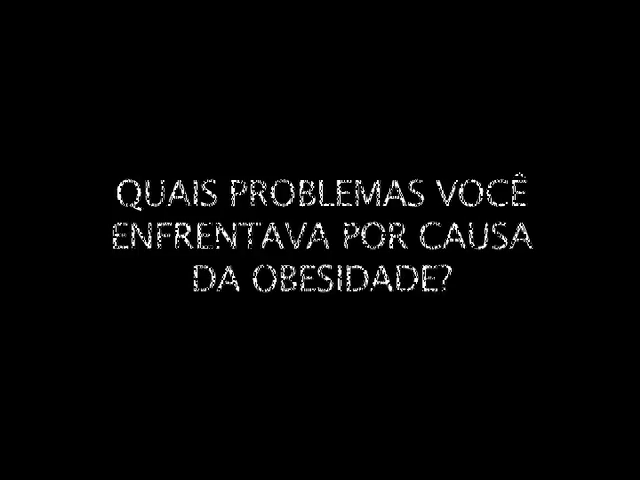 QUAIS PROBLEMAS VOCÊ
ENFRENTAVA POR CAUSA
DA OBESIDADE?